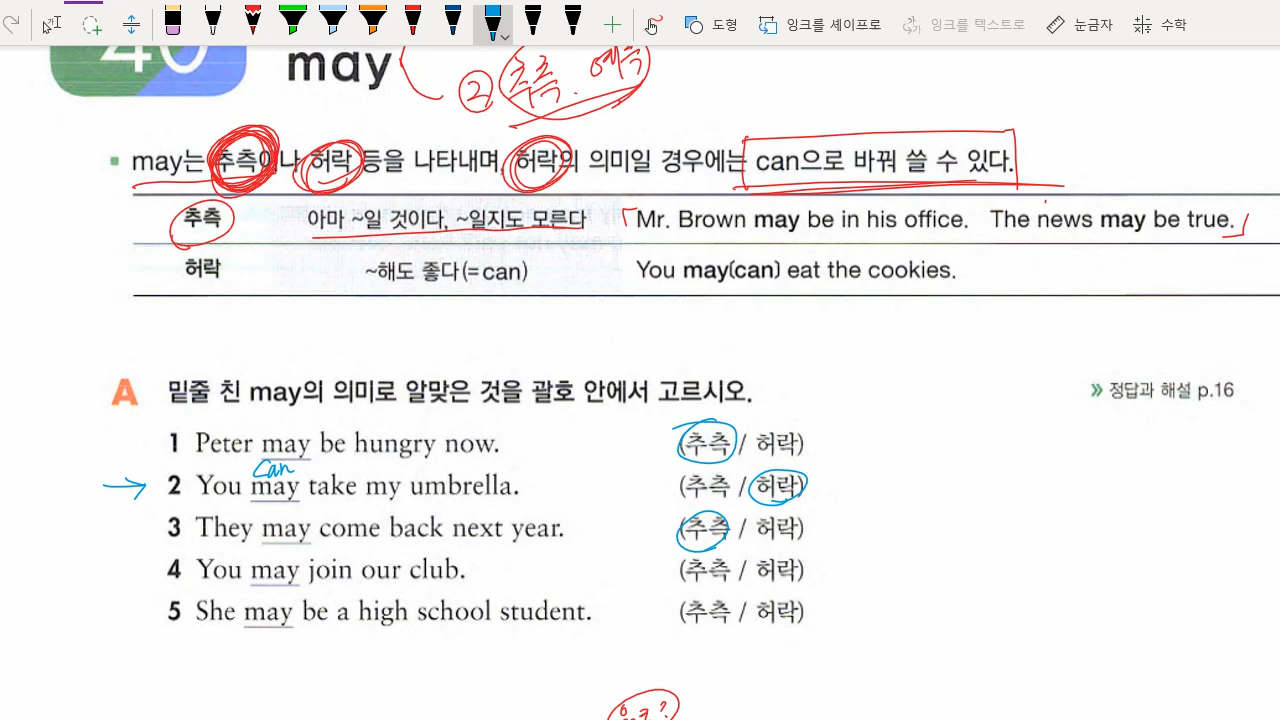 도형 잉크를 셰이프로 잉크를 텍스트로 눈금자 수학
40 may
② 추측. 예측
may는 추측이나 허락 등을 나타내며, 허락의 의미일 경우에는 can으로 바꿔 쓸 수 있다.
추측 아마 ~일 것이다, ~일지도 모른다 Mr. Brown may be in his office. The news may be true.
허락 ~해도 좋다(=can) You may(can) eat the cookies.
A 밑줄 친 may의 의미로 알맞은 것을 괄호 안에서 고르시오. » 정답과 해설 p.16
1 Peter may be hungry now. (추측 / 허락)
can
→ 2 You may take my umbrella. (추측 / 허락)
3 They may come back next year. (추측 / 허락)
4 You may join our club. (추측 / 허락)
5 She may be a high school student. (추측 / 허락)